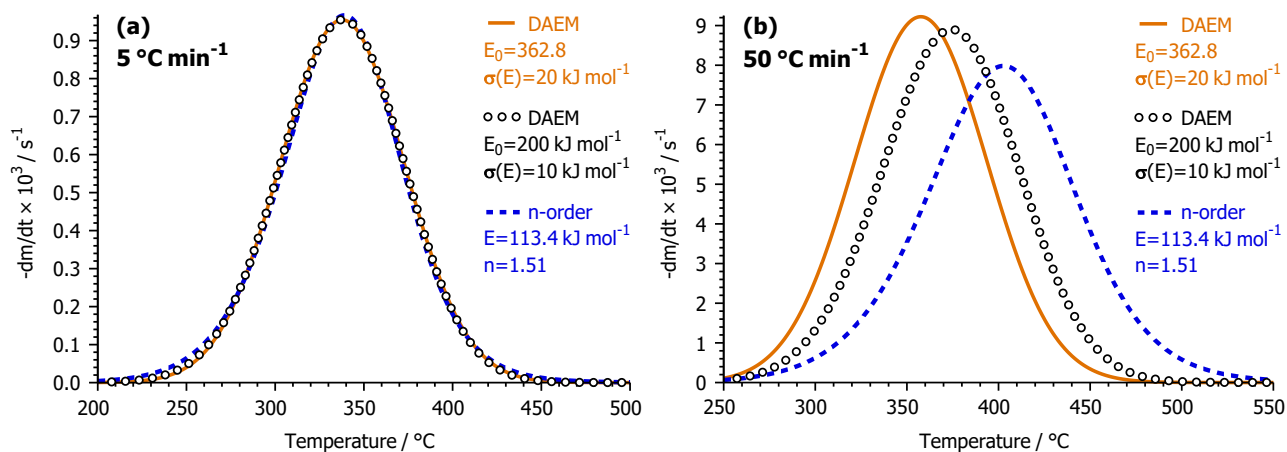 (a)
5 °C min⁻¹
DAEM
E₀=362.8
σ(E)=20 kJ mol⁻¹
DAEM
E₀=200 kJ mol⁻¹
σ(E)=10 kJ mol⁻¹
n-order
E=113.4 kJ mol⁻¹
n=1.51
-dm/dt × 10³ / s⁻¹
0.9
0.8
0.7
0.6
0.5
0.4
0.3
0.2
0.1
0.0
200 250 300 350 400 450 500
Temperature / °C
(b)
50 °C min⁻¹
DAEM
E₀=362.8
σ(E)=20 kJ mol⁻¹
DAEM
E₀=200 kJ mol⁻¹
σ(E)=10 kJ mol⁻¹
n-order
E=113.4 kJ mol⁻¹
n=1.51
-dm/dt × 10³ / s⁻¹
9
8
7
6
5
4
3
2
1
0
250 300 350 400 450 500 550
Temperature / °C